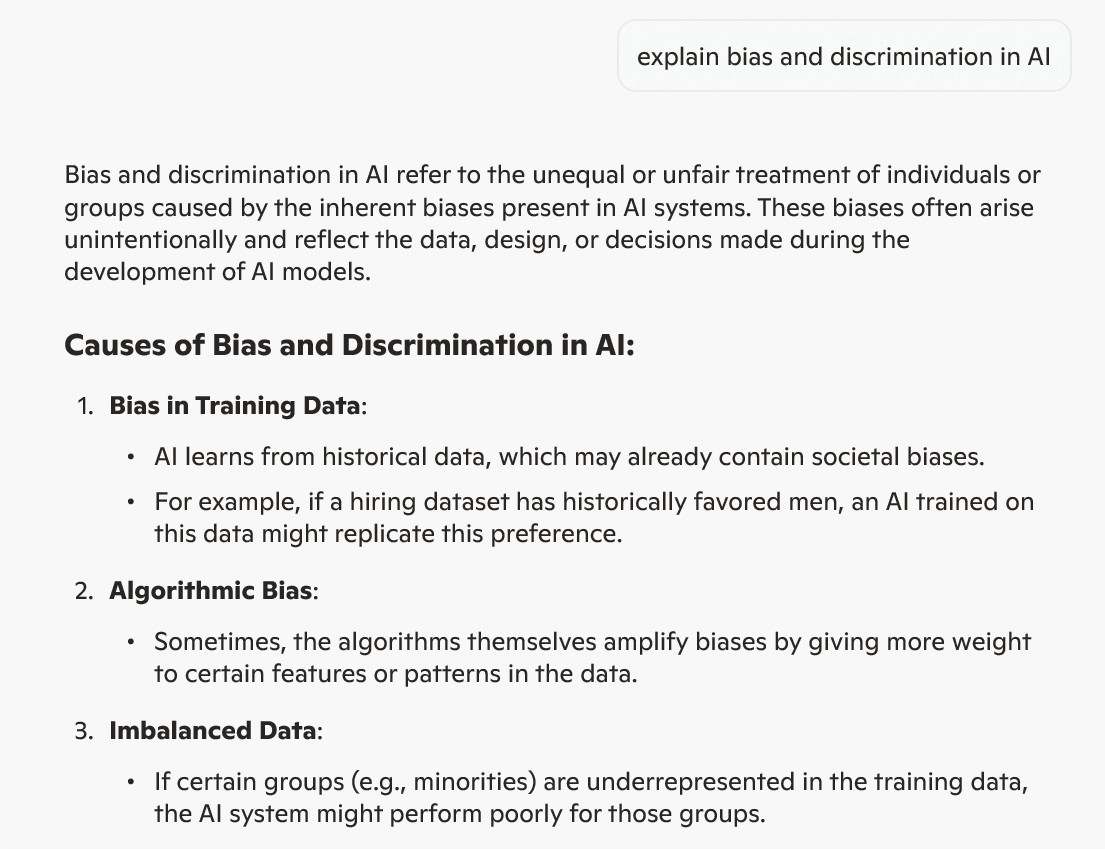 explain bias and discrimination in AI
Bias and discrimination in AI refer to the unequal or unfair treatment of individuals or
groups caused by the inherent biases present in AI systems. These biases often arise
unintentionally and reflect the data, design, or decisions made during the
development of AI models.
Causes of Bias and Discrimination in AI:
1. Bias in Training Data:
• AI learns from historical data, which may already contain societal biases.
• For example, if a hiring dataset has historically favored men, an AI trained on
this data might replicate this preference.
2. Algorithmic Bias:
• Sometimes, the algorithms themselves amplify biases by giving more weight
to certain features or patterns in the data.
3. Imbalanced Data:
• If certain groups (e.g., minorities) are underrepresented in the training data,
the AI system might perform poorly for those groups.